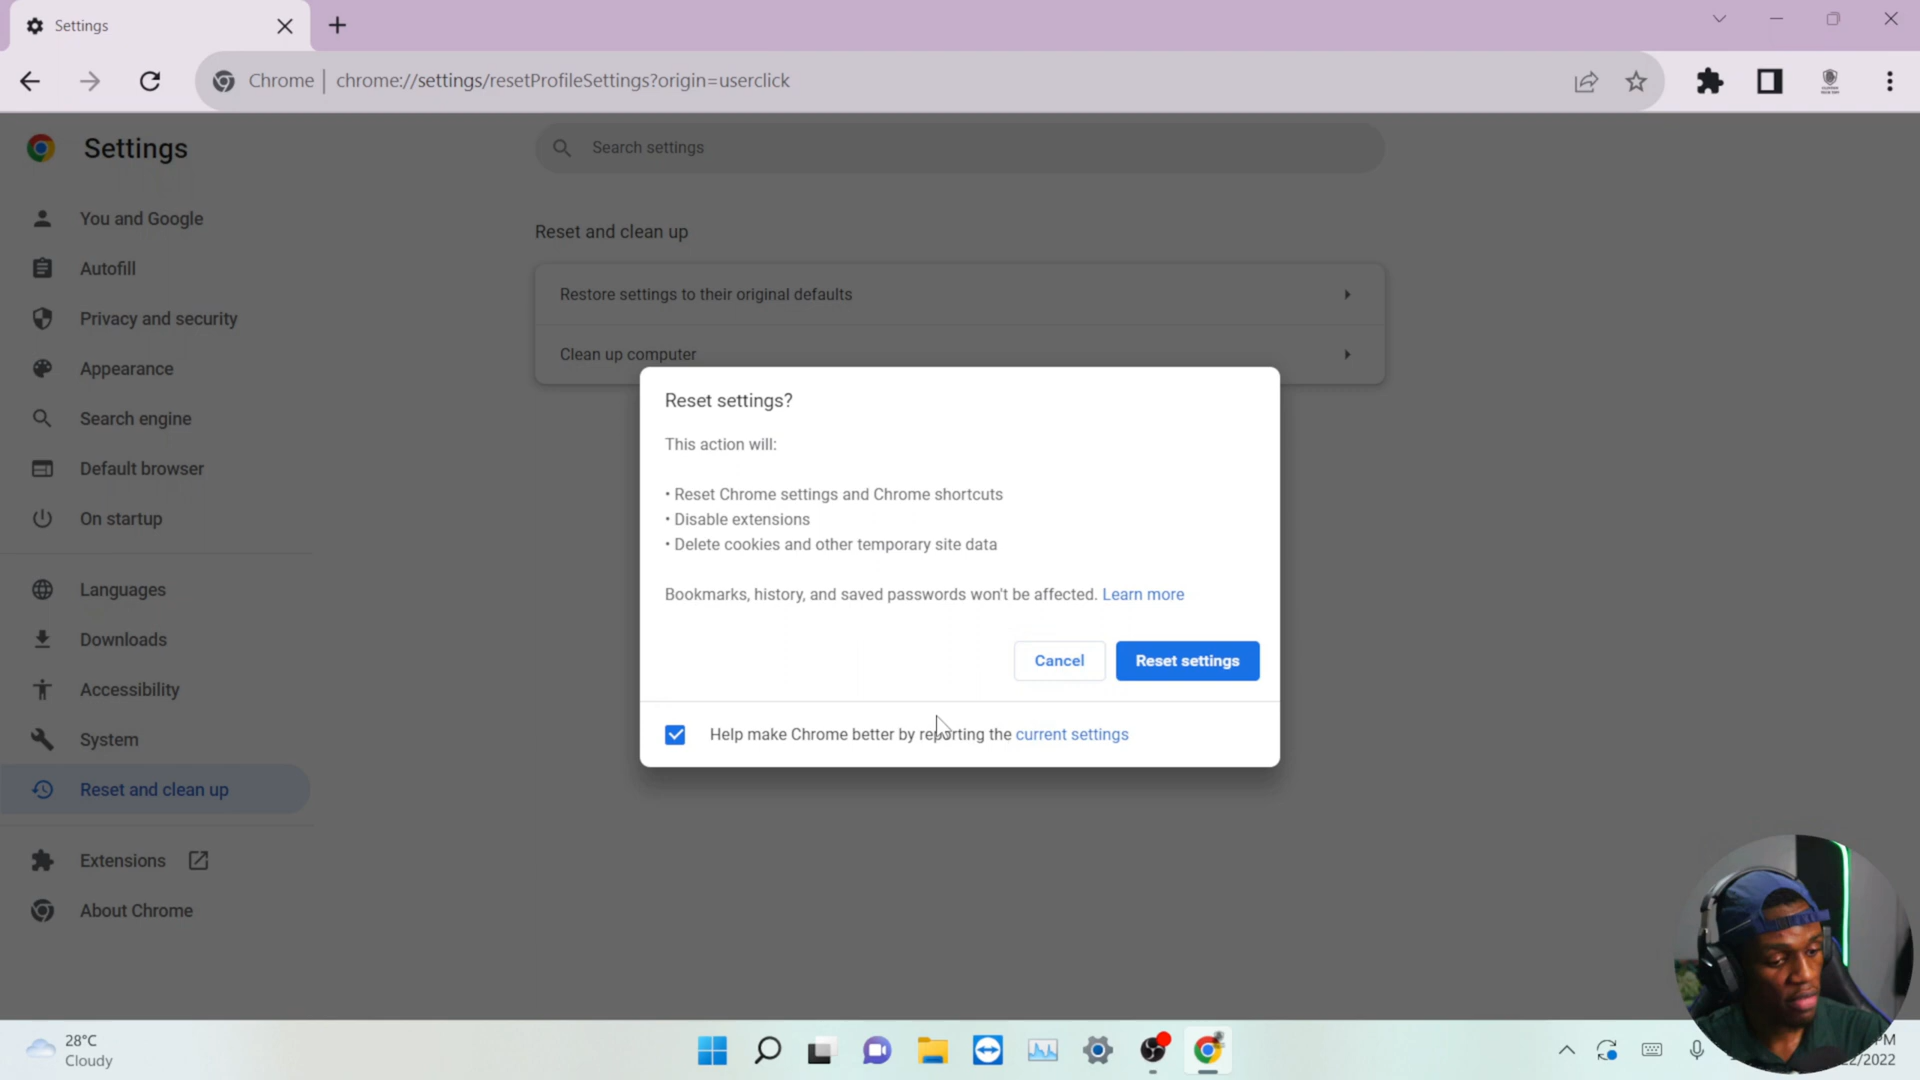 Settings
Chrome
chrome://settings/resetProfileSettings?origin=userclick
Settings
Search settings
You and Google
Autofill
Privacy and security
Appearance
Search engine
Default browser
On startup
Languages
Downloads
Accessibility
System
Reset and clean up
Extensions
About Chrome
Reset and clean up
Restore settings to their original defaults
Clean up computer
Reset settings?
This action will:
• Reset Chrome settings and Chrome shortcuts
• Disable extensions
• Delete cookies and other temporary site data
Bookmarks, history, and saved passwords won't be affected. Learn more
Cancel
Reset settings
Help make Chrome better by reporting the current settings
28°C
Cloudy
PM
2/2022